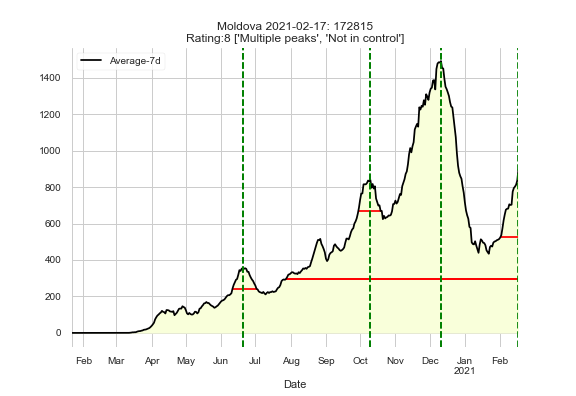 Moldova 2021-02-17: 172815
Rating:8 ['Multiple peaks', 'Not in control']
Average-7d
1400
1200
1000
800
600
400
200
0
Feb Mar Apr May Jun Jul Aug Sep Oct Nov Dec Jan Feb
2021
Date